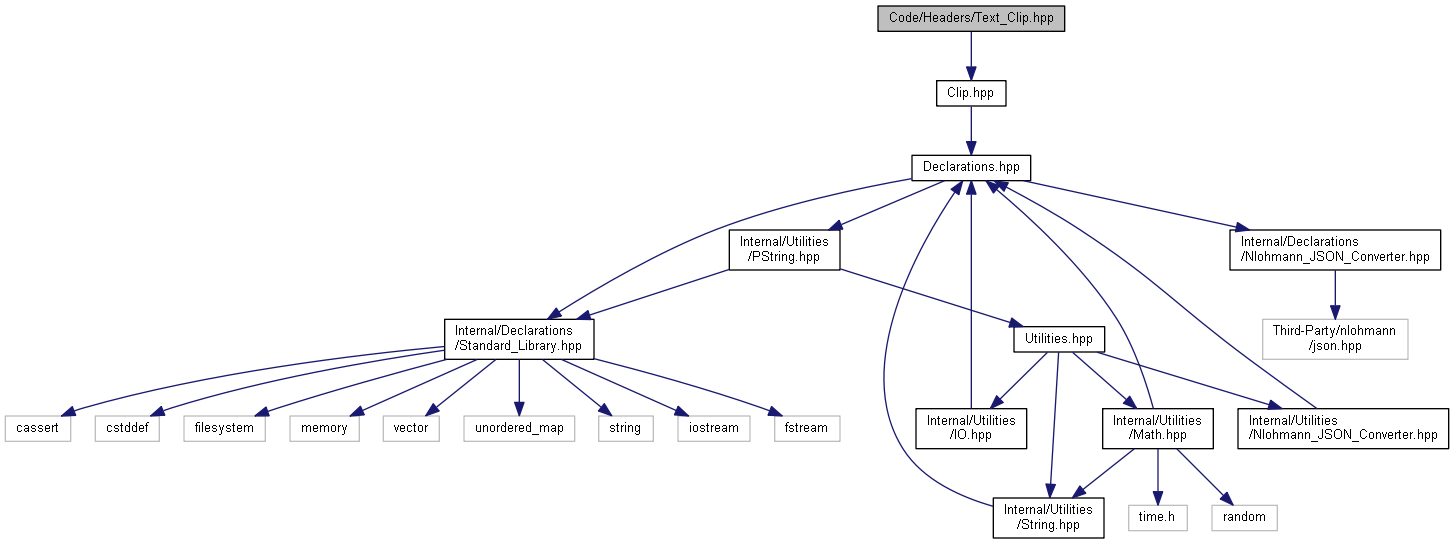 Code/Headers/Text_Clip.hpp
Clip.hpp
Declarations.hpp
Internal/Utilities
/PString.hpp
Internal/Declarations
/Nlohmann_JSON_Converter.hpp
Internal/Declarations
/Standard_Library.hpp
Utilities.hpp
Third-Party/nlohmann
/json.hpp
cassert
cstddef
filesystem
memory
vector
unordered_map
string
iostream
fstream
Internal/Utilities
/IO.hpp
Internal/Utilities
/Math.hpp
Internal/Utilities
/Nlohmann_JSON_Converter.hpp
Internal/Utilities
/String.hpp
time.h
random